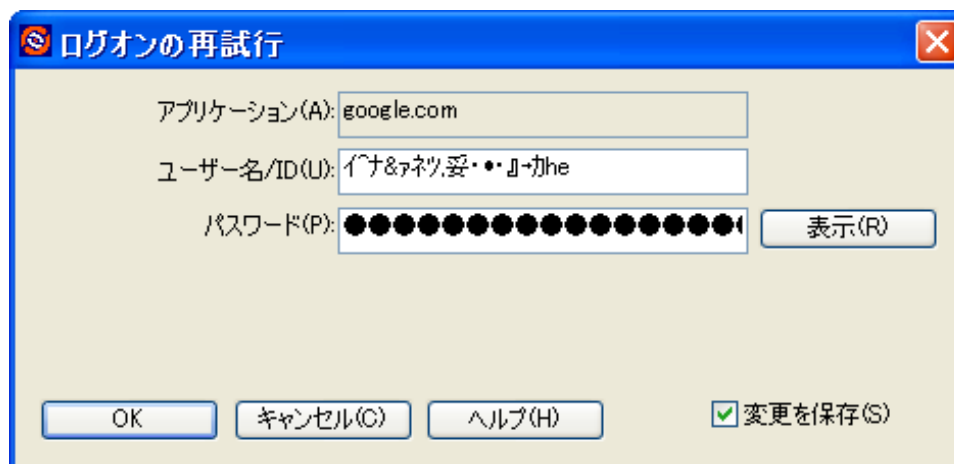 ログオンの再試行
アプリケーション(A): google.com
ユーザー名/ID(U):
パスワード(P): 表示(R)
OK キャンセル(C) ヘルプ(H) 変更を保存(S)